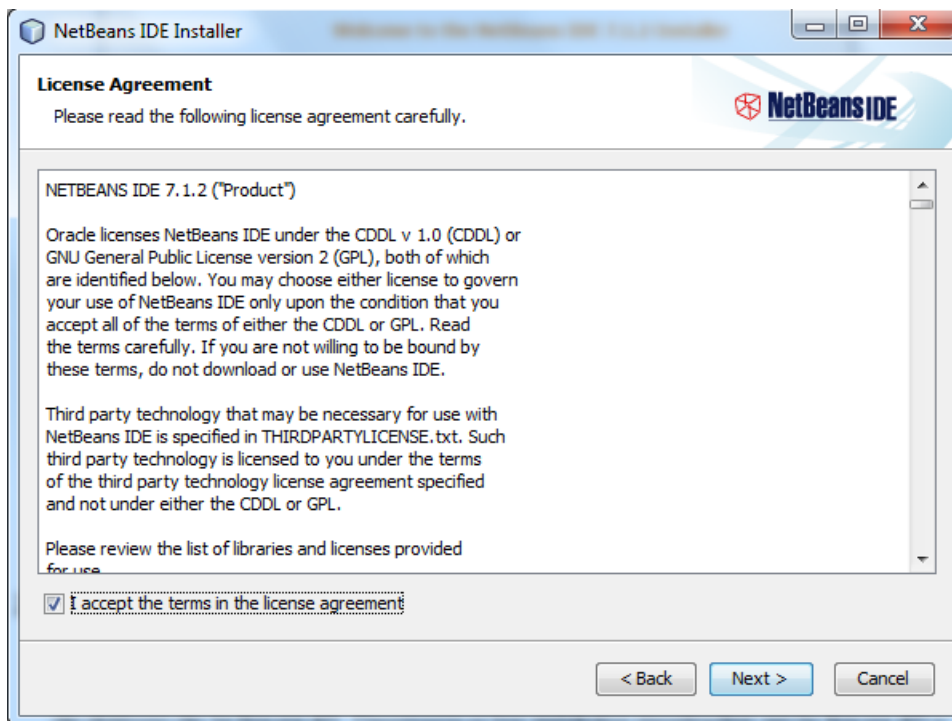 NetBeans IDE Installer
License Agreement
Please read the following license agreement carefully.
NetBeans IDE
NETBEANS IDE 7.1.2 ("Product")
Oracle licenses NetBeans IDE under the CDDL v 1.0 (CDDL) or
GNU General Public License version 2 (GPL), both of which
are identified below. You may choose either license to govern
your use of NetBeans IDE only upon the condition that you
accept all of the terms of either the CDDL or GPL. Read
the terms carefully. If you are not willing to be bound by
these terms, do not download or use NetBeans IDE.
Third party technology that may be necessary for use with
NetBeans IDE is specified in THIRDPARTYLICENSE.txt. Such
third party technology is licensed to you under the terms
of the third party technology license agreement specified
and not under either the CDDL or GPL.
Please review the list of libraries and licenses provided
for use
I accept the terms in the license agreement
< Back
Next >
Cancel